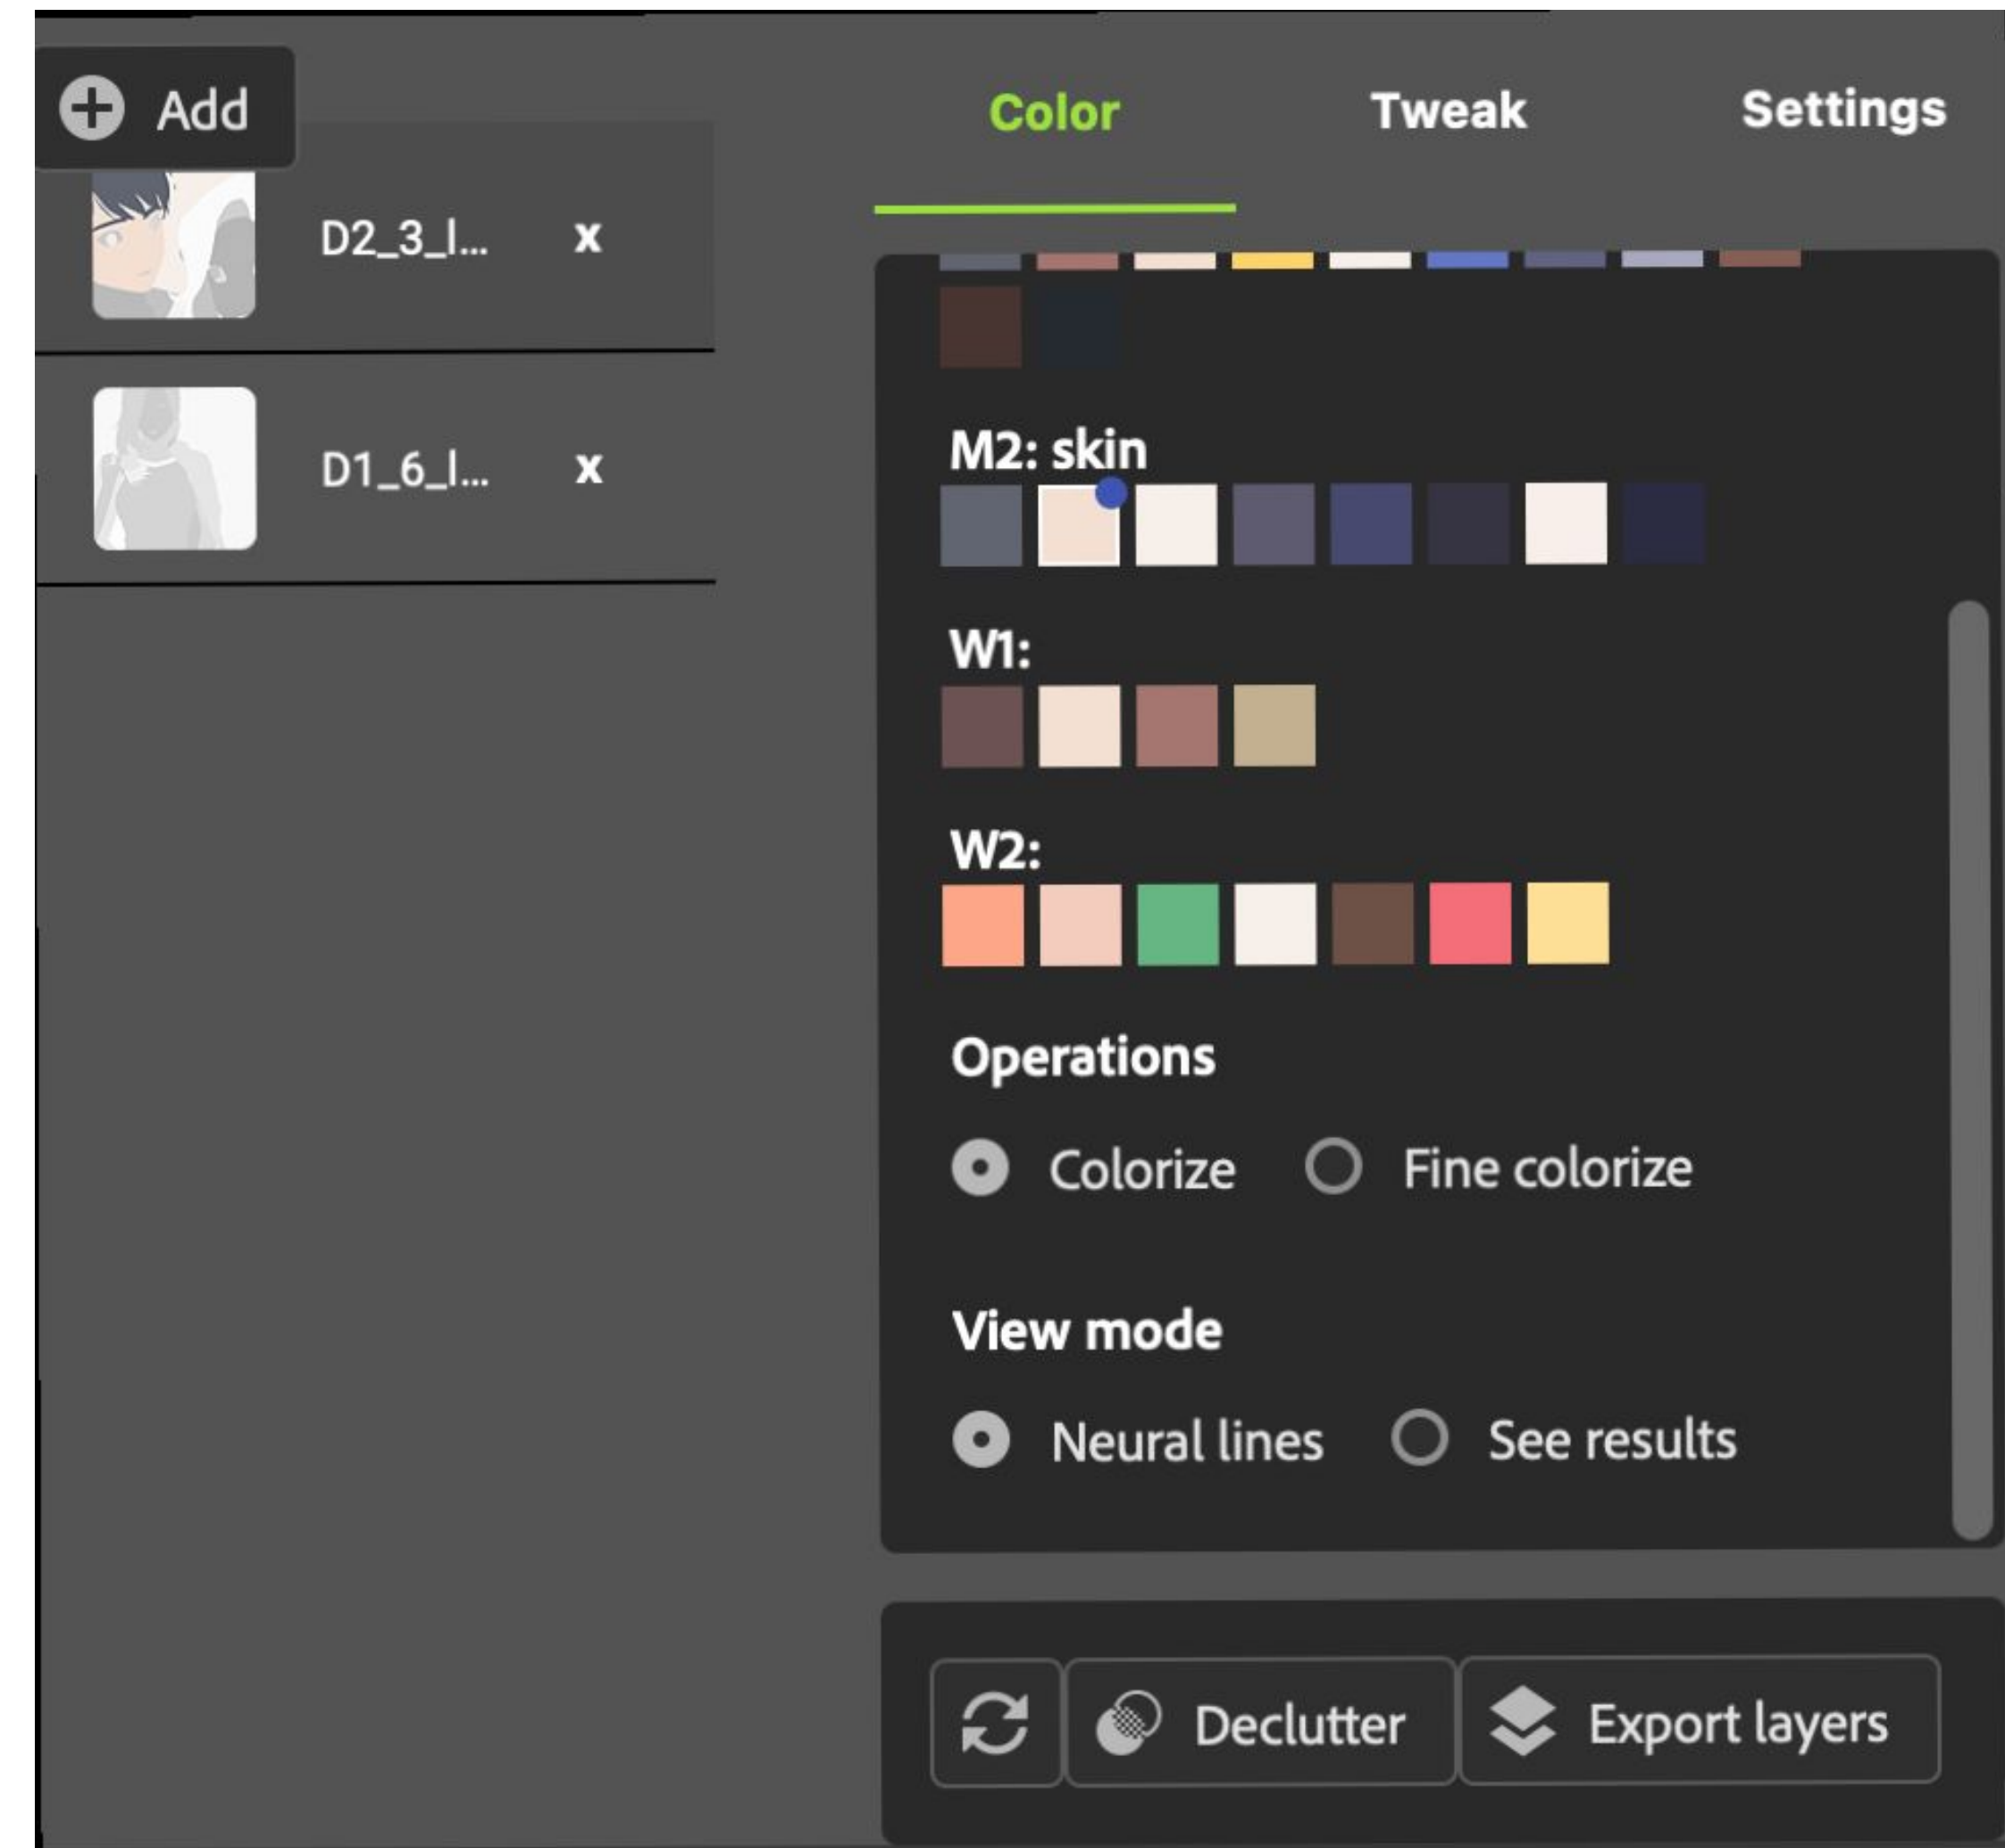 Add
Color Tweak Settings
D2_3_l... x
D1_6_l... x
M2: skin
W1:
W2:
Operations
Colorize Fine colorize
View mode
Neural lines See results
Declutter Export layers